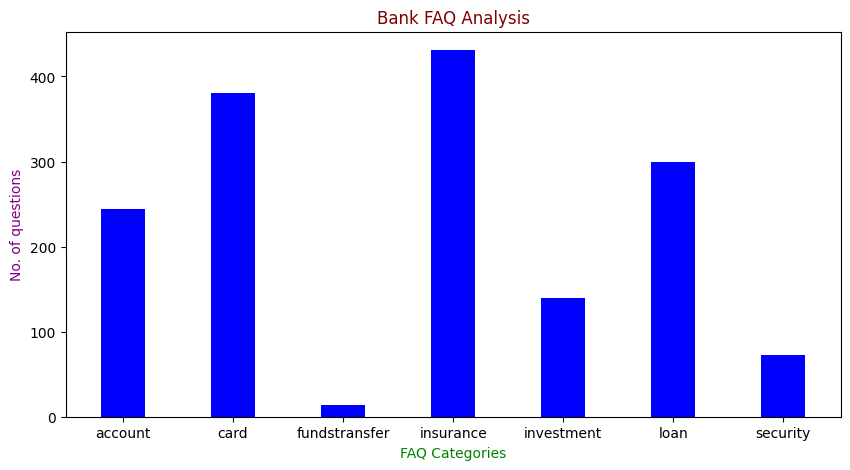 Bank FAQ Analysis
No. of questions
400
300
200
100
0
account card fundstransfer insurance investment loan security
FAQ Categories